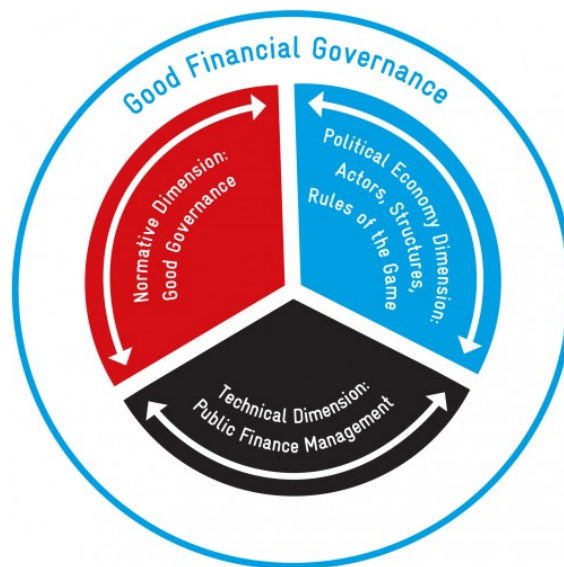 Good Financial Governance
Normative Dimension:
Good Governance
Political Economy Dimension:
Actors, Structures,
Rules of the Game
Technical Dimension:
Public Finance Management